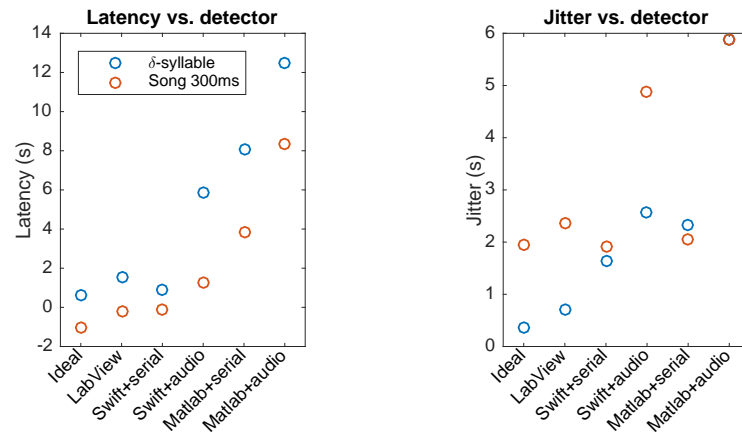 Latency vs. detector
14
12
10
8
6
4
2
0
-2
Latency (s)
δ-syllable
Song 300ms
Ideal
LabView
Swift+serial
Swift+audio
Matlab+serial
Matlab+audio
Jitter vs. detector
6
5
4
3
2
1
0
Jitter (s)
Ideal
LabView
Swift+serial
Swift+audio
Matlab+serial
Matlab+audio